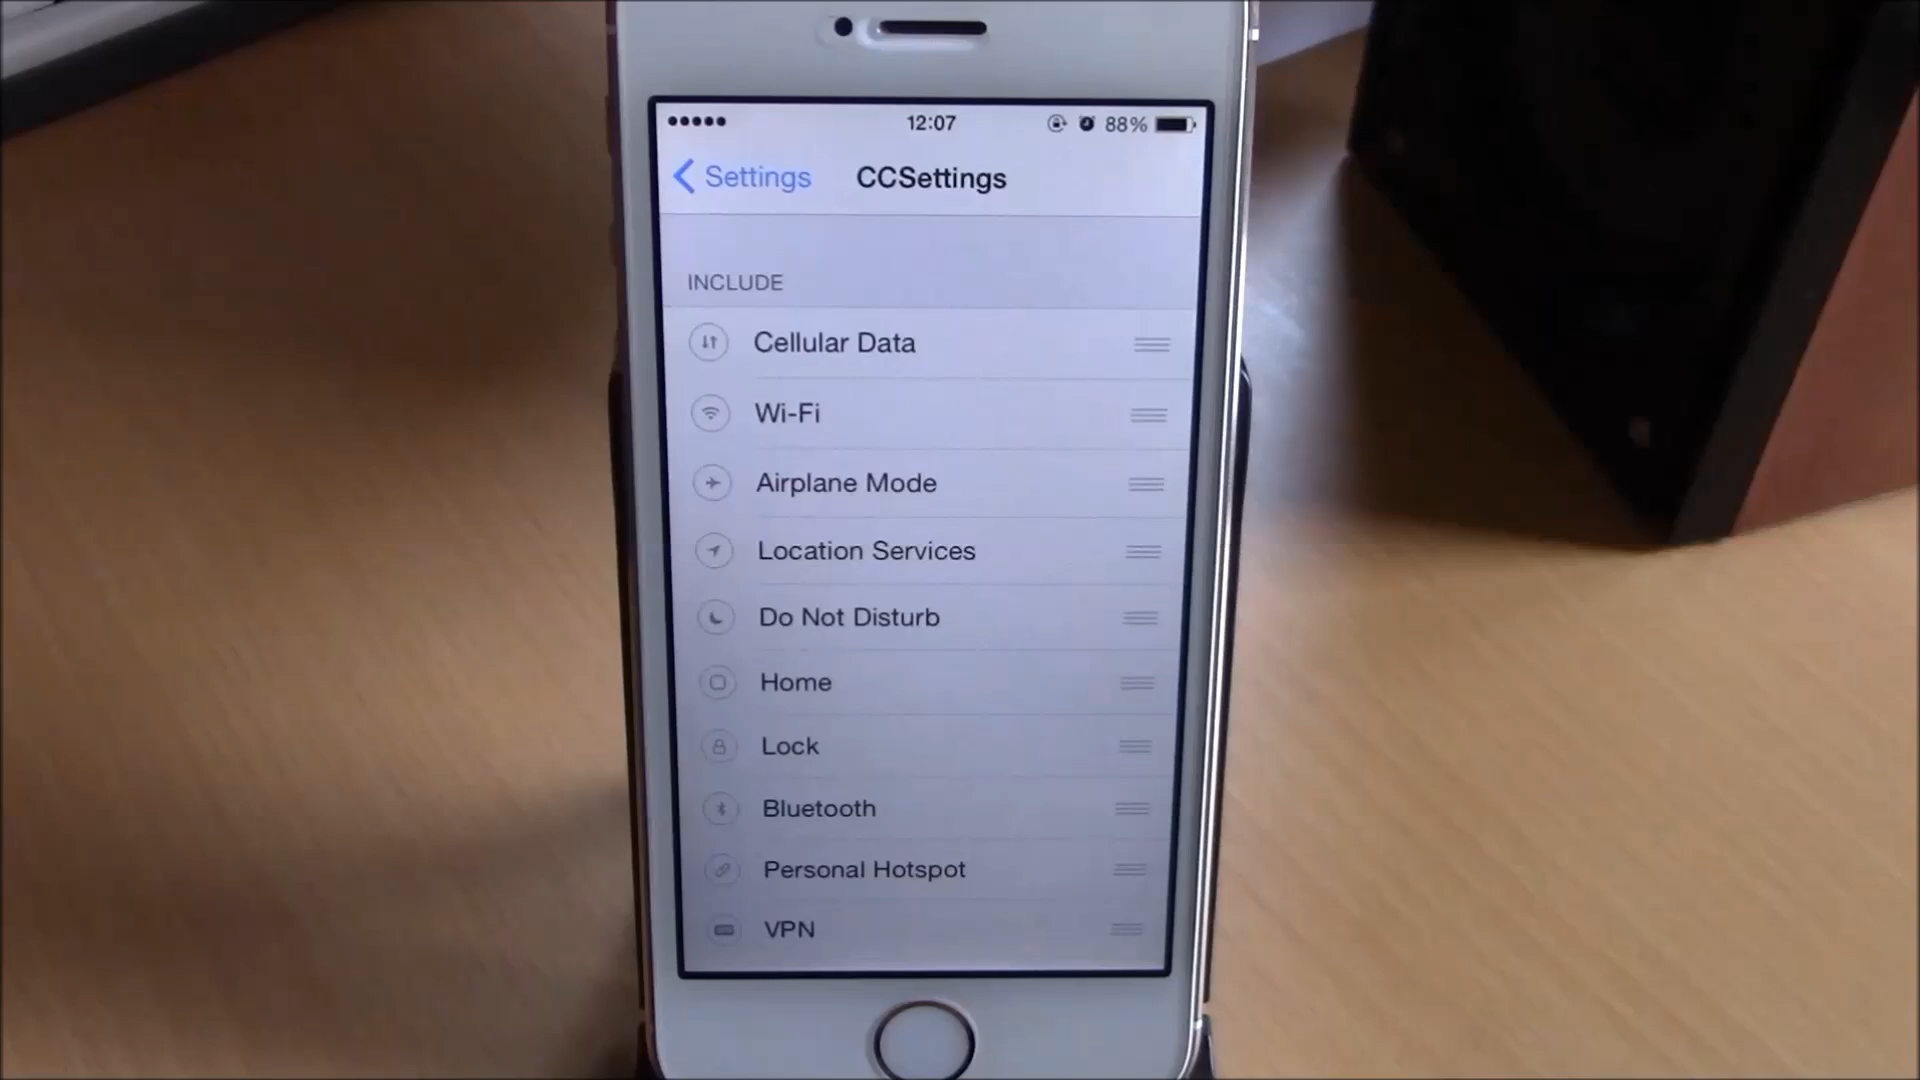 12:07 88%
Settings CCSettings
INCLUDE
Cellular Data
Wi-Fi
Airplane Mode
Location Services
Do Not Disturb
Home
Lock
Bluetooth
Personal Hotspot
VPN